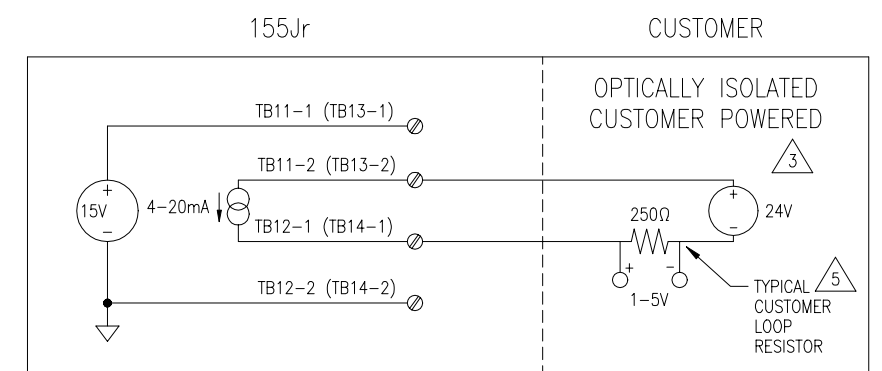 155Jr
CUSTOMER
OPTICALLY ISOLATED
CUSTOMER POWERED
3
TB11-1 (TB13-1)
TB11-2 (TB13-2)
+
15V
-
4-20mA
TB12-1 (TB14-1)
250Ω
+
24V
-
TB12-2 (TB14-2)
+
-
1-5V
TYPICAL
5
CUSTOMER
LOOP
RESISTOR